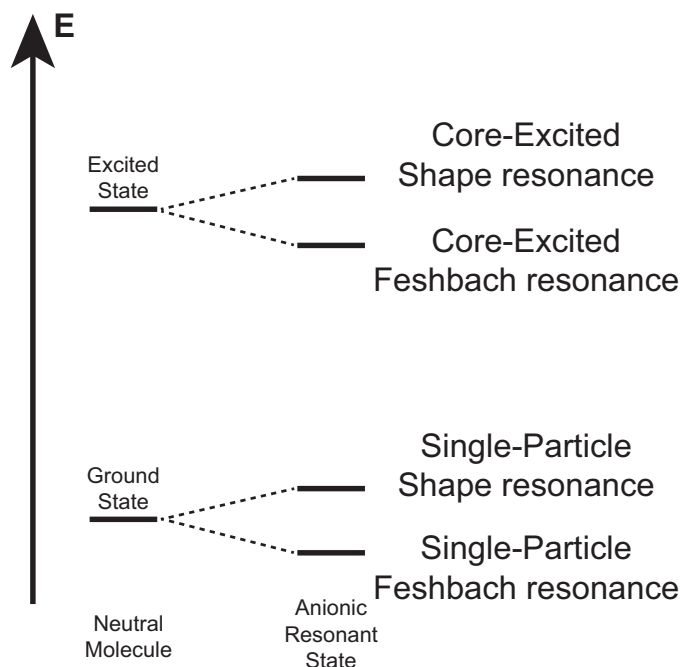 E
Excited
State
Core-Excited
Shape resonance
Core-Excited
Feshbach resonance
Ground
State
Single-Particle
Shape resonance
Single-Particle
Feshbach resonance
Neutral
Molecule
Anionic
Resonant
State